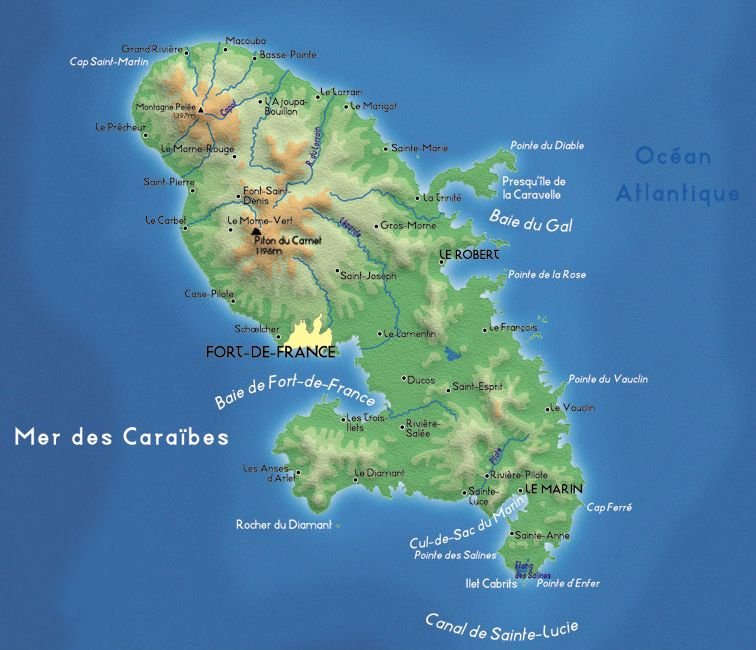 Macouba
Grand'Rivière
Basse-Pointe
Cap Saint-Martin
Le Lorrain
L'Ajoupa-
Bouillon
Le Marigot
Montagne Pelée
1397m
Capot
Le Prêcheur
R. du Lorrain
Le Morne-Rouge
Sainte-Marie
Pointe du Diable
Océan
Atlantique
Saint-Pierre
Presqu'île de
la Caravelle
Font-Saint-
Denis
La Trinité
Le Carbet
Le Morne-Vert
Lézarde
Gros-Morne
Baie du Gal
Piton du Carnet
1196m
LE ROBERT
Saint-Joseph
Pointe de la Rose
Case-Pilote
Schœlcher
Le Lamentin
Le François
FORT-DE-FRANCE
Baie de Fort-de-France
Ducos
Saint-Esprit
Pointe du Vauclin
Le Vauclin
Mer des Caraïbes
Les Trois-
Ilets
Rivière-
Salée
Pilote
Les Anses-
d'Arlet
Le Diamant
Rivière-Pilote
Sainte-
Luce
LE MARIN
Cap Ferré
Rocher du Diamant
Cul-de-Sac du Marin
Sainte-Anne
Pointe des Salines
Etang
des Salines
Ilet Cabrits
Pointe d'Enfer
Canal de Sainte-Lucie